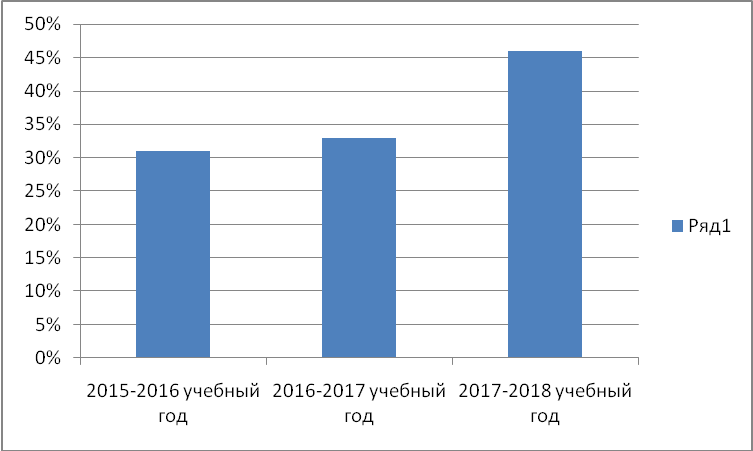 50%
45%
40%
35%
30%
25%
20%
15%
10%
5%
0%
2015-2016 учебный
год
2016-2017 учебный
год
2017-2018 учебный
год
Ряд1